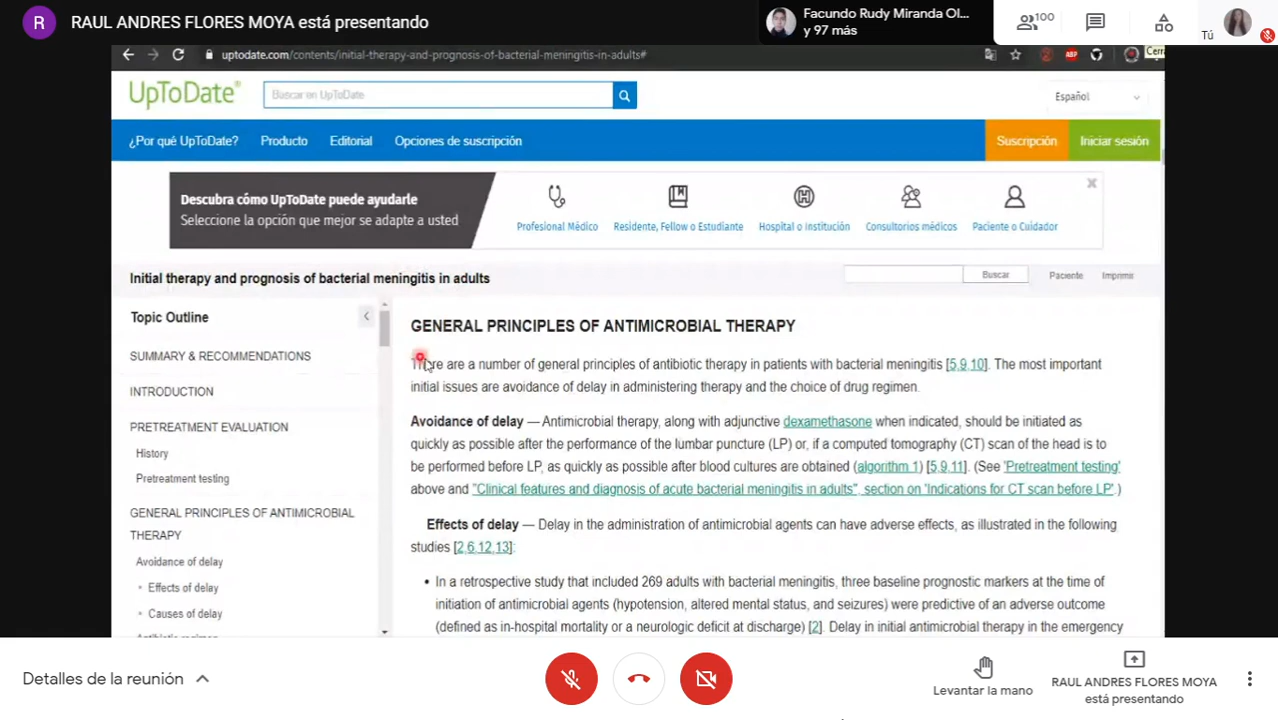 R RAUL ANDRES FLORES MOYA está presentando
Facundo Rudy Miranda Ol...
y 97 más
100
Tú
uptodate.com/contents/initial-therapy-and-prognosis-of-bacterial-meningitis-in-adults#
ABP
Cerra
UpToDate®
Buscar en UpToDate
Español
¿Por qué UpToDate?
Producto
Editorial
Opciones de suscripción
Suscripción
Iniciar sesión
Descubra cómo UpToDate puede ayudarle
Seleccione la opción que mejor se adapte a usted
Profesional Médico
Residente, Fellow o Estudiante
Hospital o Institución
Consultorios médicos
Paciente o Cuidador
Initial therapy and prognosis of bacterial meningitis in adults
Buscar
Paciente
Imprimir
Topic Outline
SUMMARY & RECOMMENDATIONS
INTRODUCTION
PRETREATMENT EVALUATION
History
Pretreatment testing
GENERAL PRINCIPLES OF ANTIMICROBIAL
THERAPY
Avoidance of delay
• Effects of delay
• Causes of delay
Antibiotic regimen
GENERAL PRINCIPLES OF ANTIMICROBIAL THERAPY
There are a number of general principles of antibiotic therapy in patients with bacterial meningitis [5,9,10]. The most important
initial issues are avoidance of delay in administering therapy and the choice of drug regimen.
Avoidance of delay — Antimicrobial therapy, along with adjunctive dexamethasone when indicated, should be initiated as
quickly as possible after the performance of the lumbar puncture (LP) or, if a computed tomography (CT) scan of the head is to
be performed before LP, as quickly as possible after blood cultures are obtained (algorithm 1) [5,9,11]. (See 'Pretreatment testing'
above and "Clinical features and diagnosis of acute bacterial meningitis in adults", section on 'Indications for CT scan before LP'.)
Effects of delay — Delay in the administration of antimicrobial agents can have adverse effects, as illustrated in the following
studies [2,6,12,13]:
• In a retrospective study that included 269 adults with bacterial meningitis, three baseline prognostic markers at the time of
initiation of antimicrobial agents (hypotension, altered mental status, and seizures) were predictive of an adverse outcome
(defined as in-hospital mortality or a neurologic deficit at discharge) [2]. Delay in initial antimicrobial therapy in the emergency
Detalles de la reunión
Levantar la mano
RAUL ANDRES FLORES MOYA
está presentando